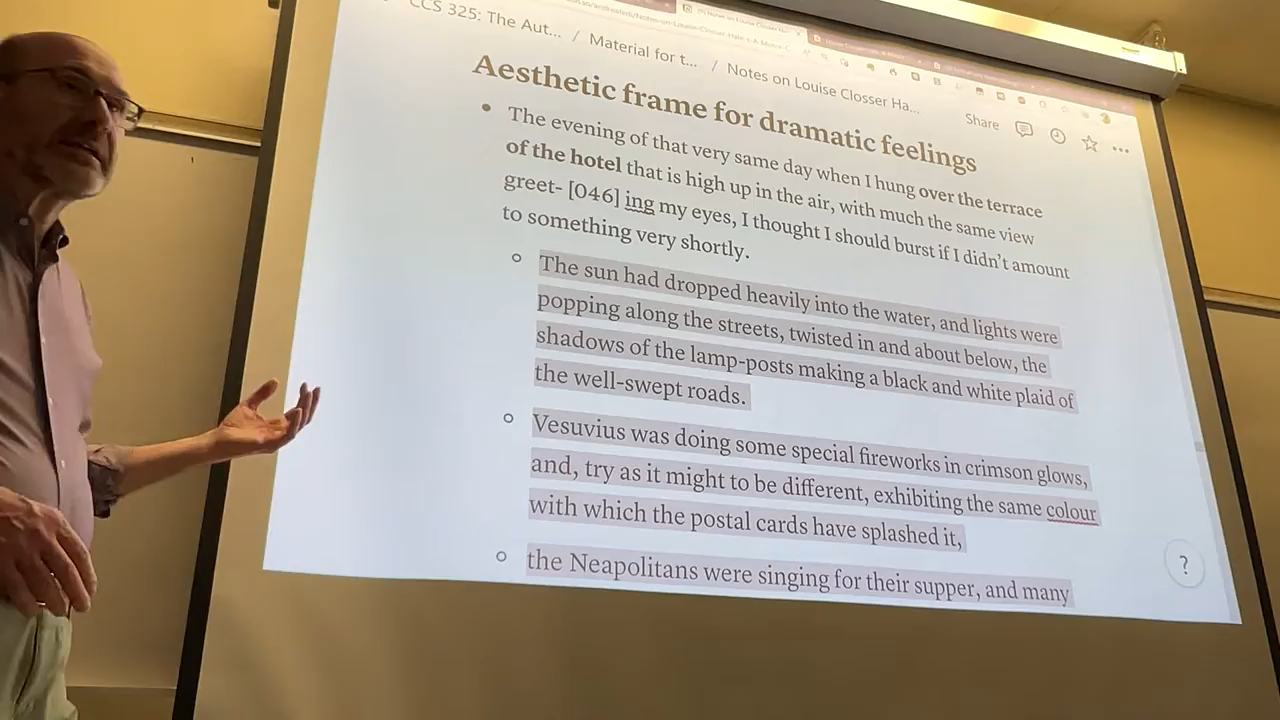 CCS 325: The Aut... / Material for t... / Notes on Louise Closser Ha...
Share
Aesthetic frame for dramatic feelings
The evening of that very same day when I hung over the terrace
of the hotel that is high up in the air, with much the same view
greet- [046] ing my eyes, I thought I should burst if I didn't amount
to something very shortly.
The sun had dropped heavily into the water, and lights were
popping along the streets, twisted in and about below, the
shadows of the lamp-posts making a black and white plaid of
the well-swept roads.
Vesuvius was doing some special fireworks in crimson glows,
and, try as it might to be different, exhibiting the same colour
with which the postal cards have splashed it,
the Neapolitans were singing for their supper, and many
?